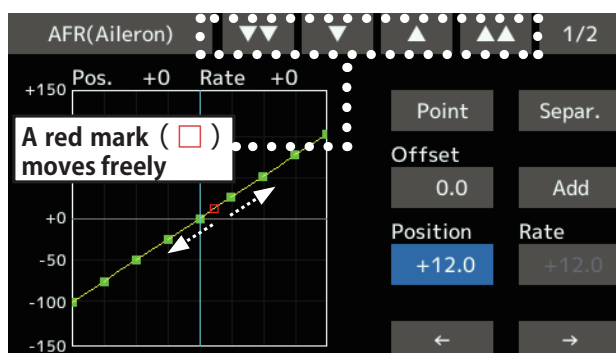 AFR(Aileron) ▼▼ ▼ ▲ ▲▲ 1/2
Pos. +0 Rate +0
+150
A red mark (□)
moves freely
+0
-50
-100
-150
Point Separ.
Offset
0.0 Add
Position Rate
+12.0 +12.0
← →